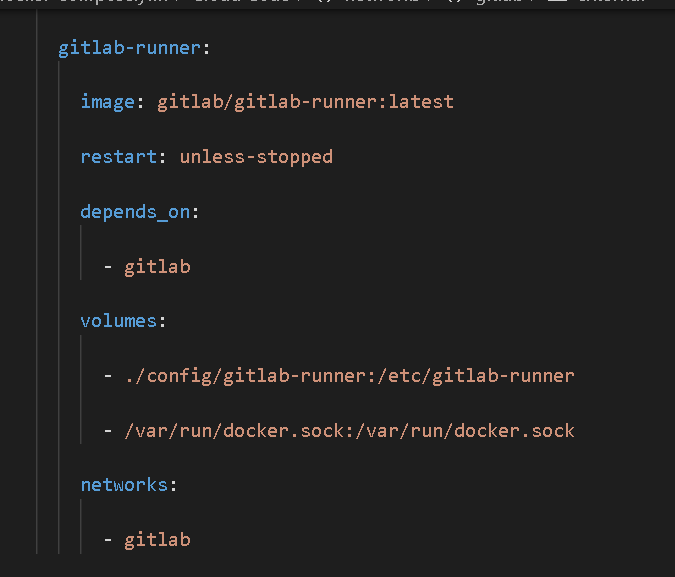 gitlab-runner:
image: gitlab/gitlab-runner:latest
restart: unless-stopped
depends_on:
- gitlab
volumes:
- ./config/gitlab-runner:/etc/gitlab-runner
- /var/run/docker.sock:/var/run/docker.sock
networks:
- gitlab